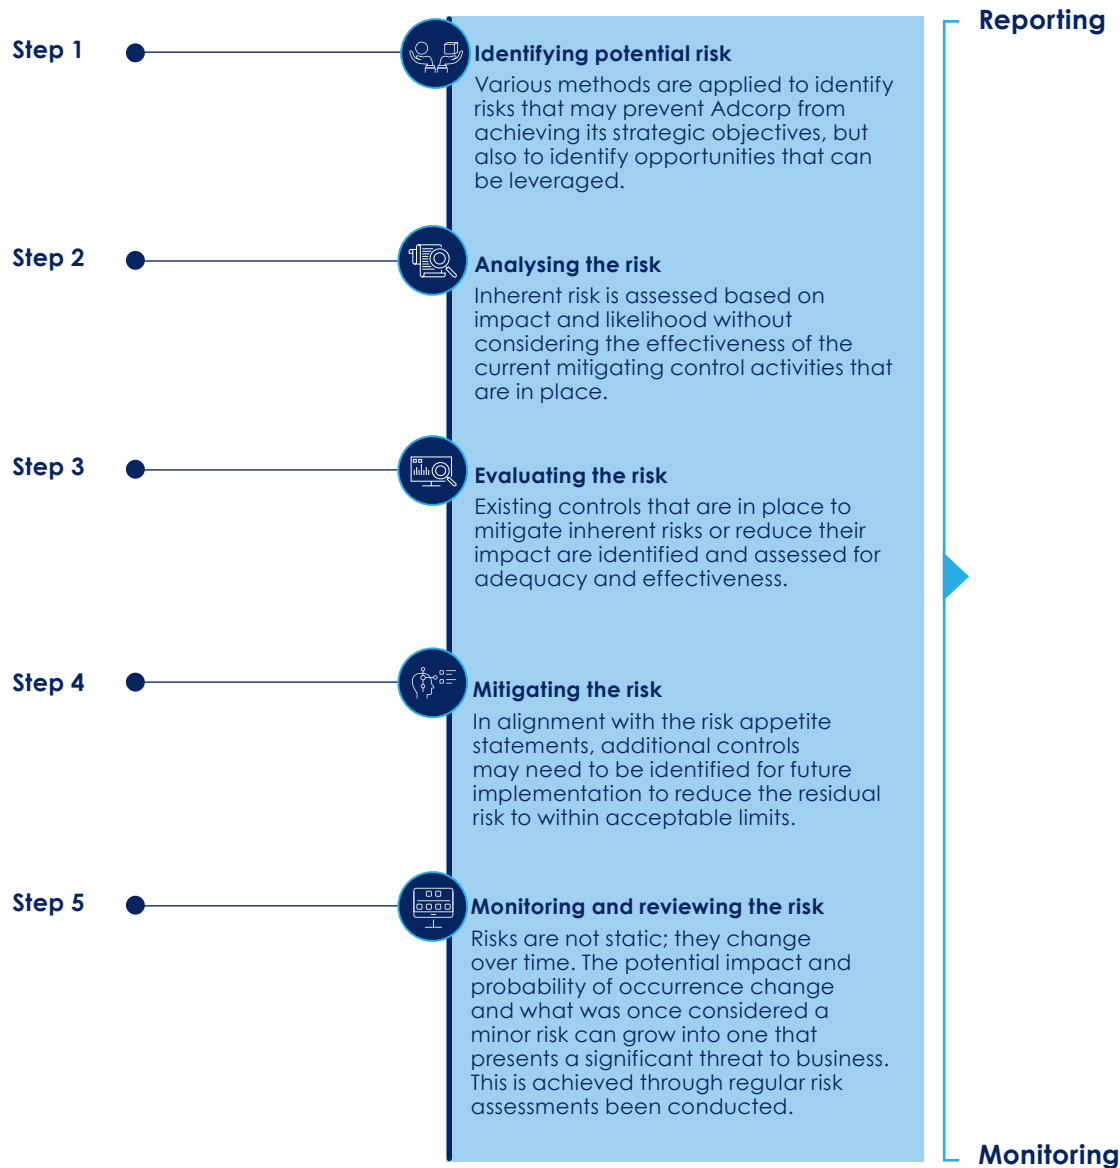 Reporting
Step 1
Identifying potential risk
Various methods are applied to identify
risks that may prevent Adcorp from
achieving its strategic objectives, but
also to identify opportunities that can
be leveraged.
Step 2
Analysing the risk
Inherent risk is assessed based on
impact and likelihood without
considering the effectiveness of the
current mitigating control activities that
are in place.
Step 3
Evaluating the risk
Existing controls that are in place to
mitigate inherent risks or reduce their
impact are identified and assessed for
adequacy and effectiveness.
Step 4
Mitigating the risk
In alignment with the risk appetite
statements, additional controls
may need to be identified for future
implementation to reduce the residual
risk to within acceptable limits.
Step 5
Monitoring and reviewing the risk
Risks are not static; they change
over time. The potential impact and
probability of occurrence change
and what was once considered a
minor risk can grow into one that
presents a significant threat to business.
This is achieved through regular risk
assessments been conducted.
Monitoring